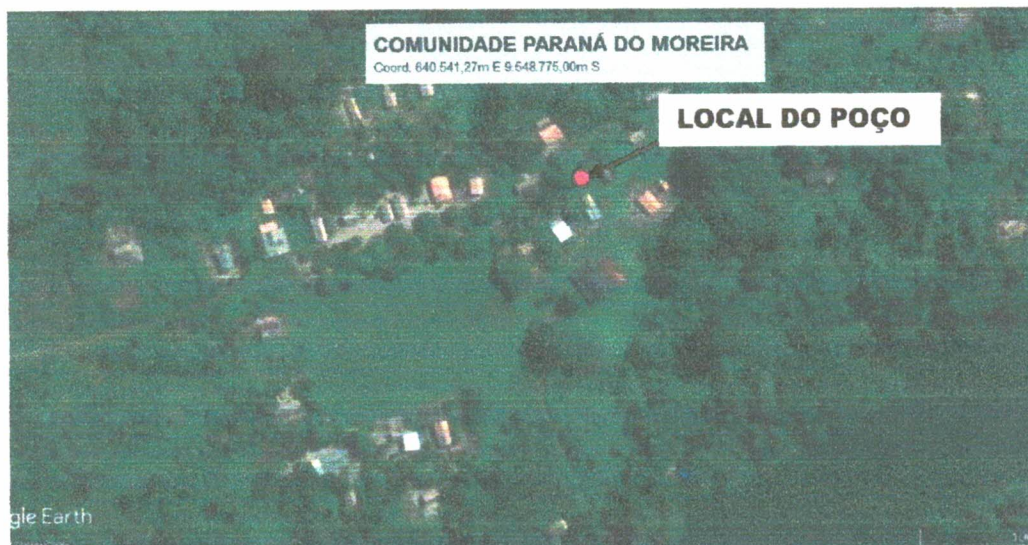 COMUNIDADE PARANÁ DO MOREIRA
Coord. 640.541,27m E 9.548.775,00m S
LOCAL DO POÇO
gle Earth